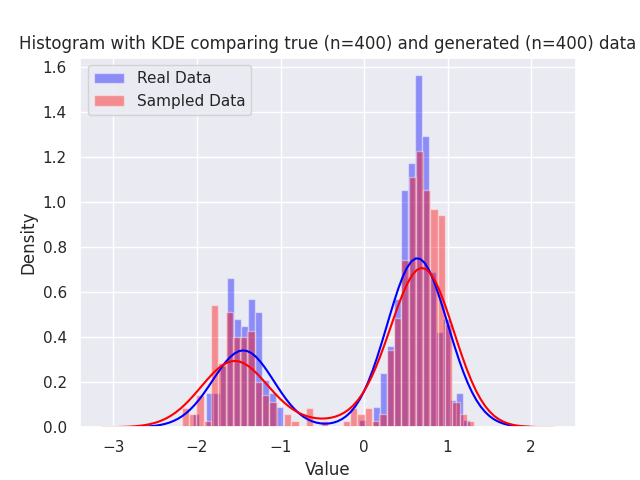 Histogram with KDE comparing true (n=400) and generated (n=400) data
Real Data
Sampled Data
1.6
1.4
1.2
1.0
0.8
0.6
0.4
0.2
0.0
Density
−3 −2 −1 0 1 2
Value